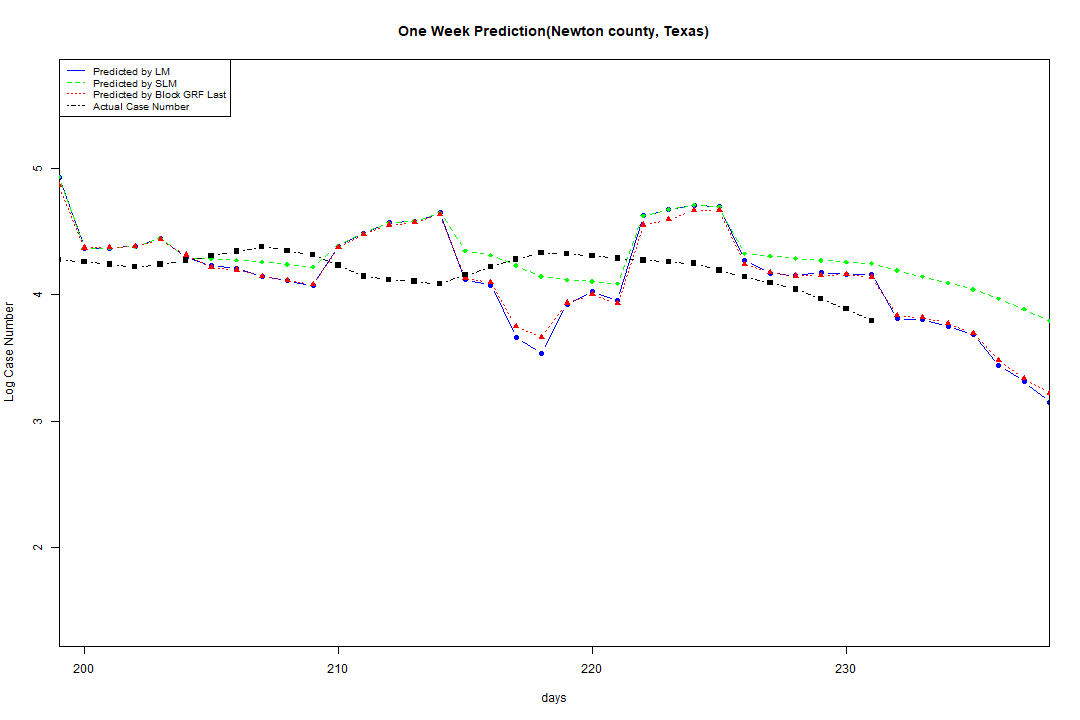 One Week Prediction(Newton county, Texas)
Predicted by LM
Predicted by SLM
Predicted by Block GRF Last
Actual Case Number
5
4
3
2
Log Case Number
200 210 220 230
days